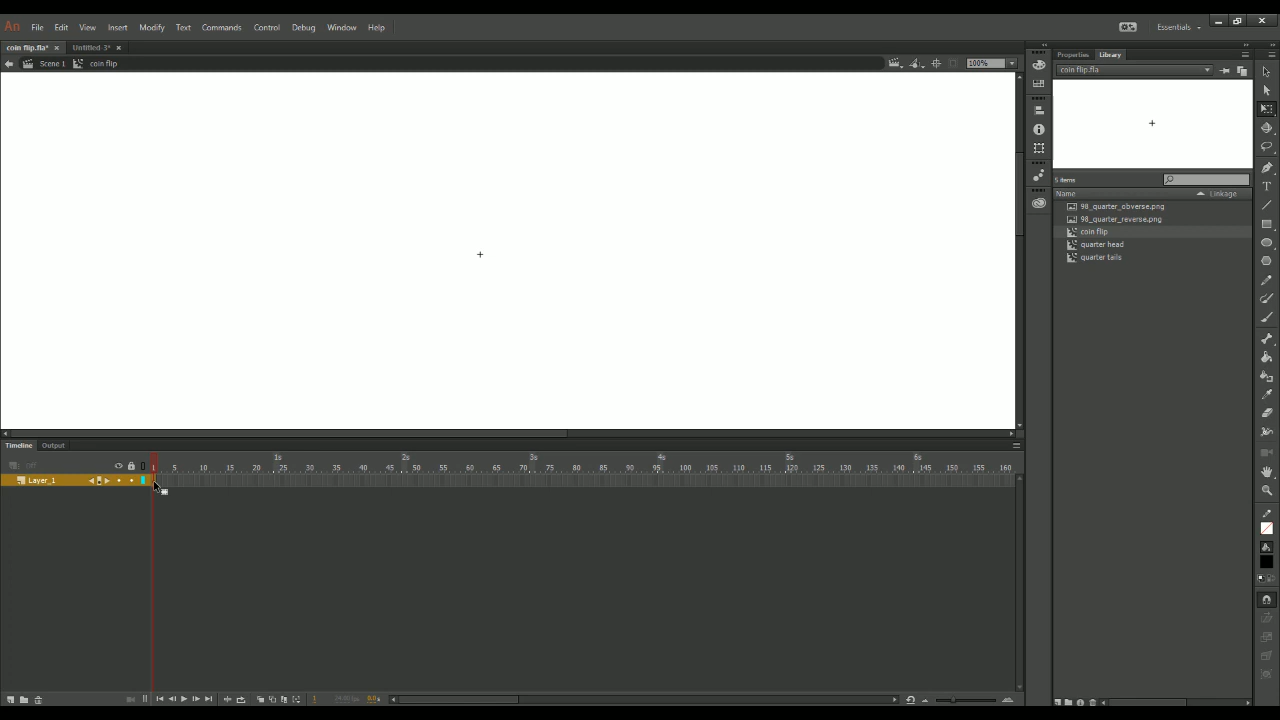 An File Edit View Insert Modify Text Commands Control Debug Window Help Essentials
coin flip.fla* × Untitled-3* ×
Properties Library
Scene 1 coin flip 100%
coin flip.fla
5 items
Name Linkage
98_quarter_obverse.png
98_quarter_reverse.png
coin flip
quarter head
quarter tails
Timeline Output
1s 2s 3s 4s 5s 6s
1 5 10 15 20 25 30 35 40 45 50 55 60 65 70 75 80 85 90 95 100 105 110 115 120 125 130 135 140 145 150 155 160
Layer_1
1